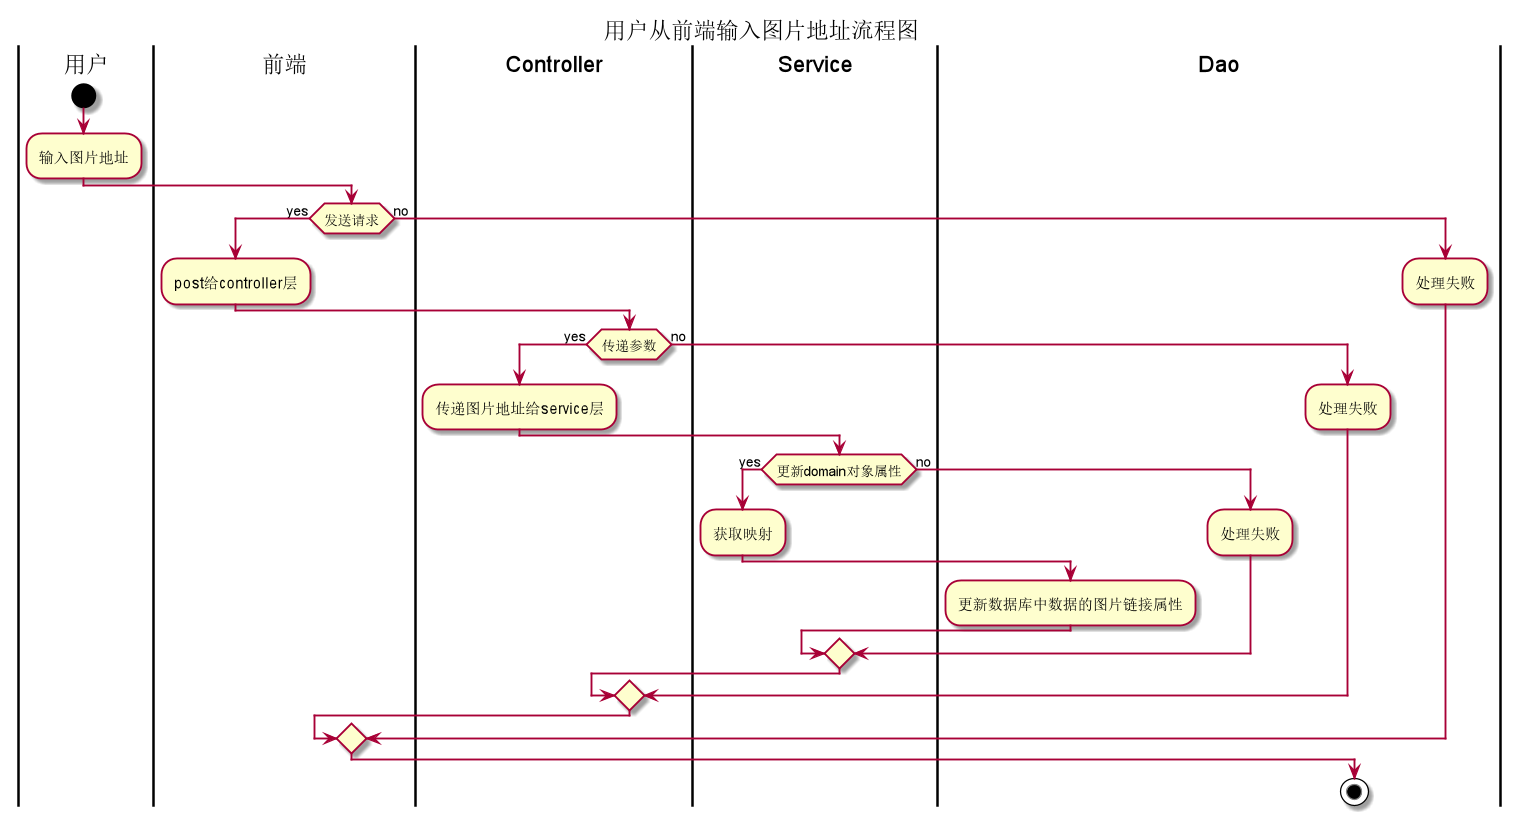 用户从前端输入图片地址流程图
用户
前端
Controller
Service
Dao
输入图片地址
yes
发送请求
no
post给controller层
处理失败
yes
传递参数
no
传递图片地址给service层
处理失败
yes
更新domain对象属性
no
获取映射
处理失败
更新数据库中数据的图片链接属性